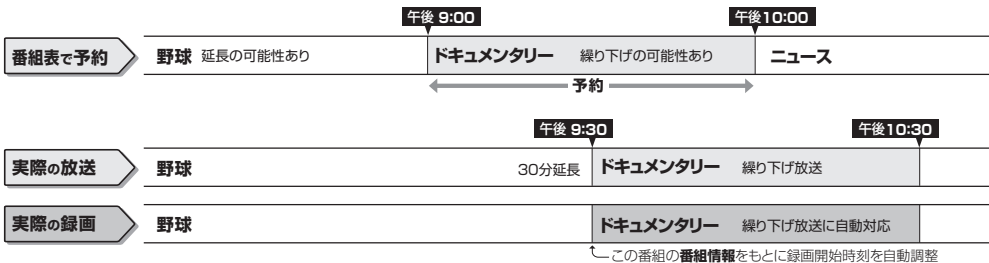 午後 9:00 午後10:00
番組表で予約 野球 延長の可能性あり ドキュメンタリー 繰り下げの可能性あり ニュース
予約
午後 9:30 午後10:30
実際の放送 野球 30分延長 ドキュメンタリー 繰り下げ放送
実際の録画 野球 ドキュメンタリー 繰り下げ放送に自動対応
この番組の番組情報をもとに録画開始時刻を自動調整